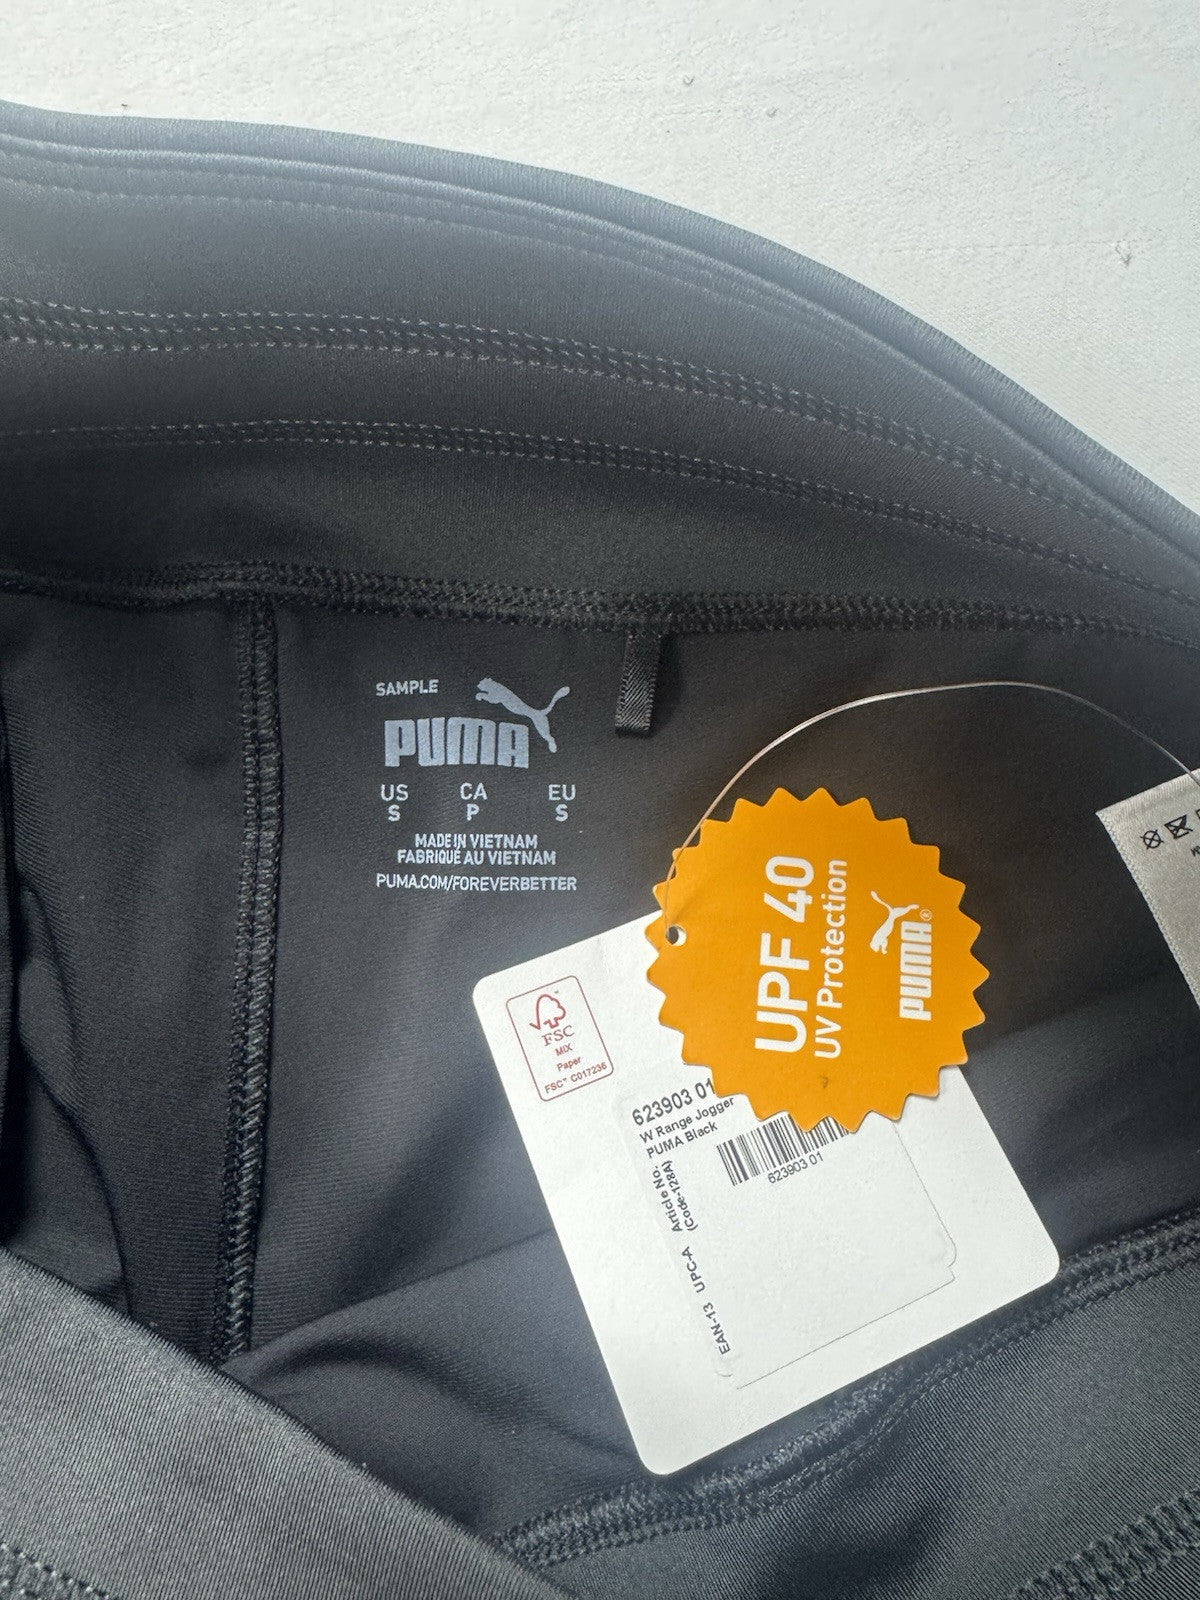 SAMPLE
PUMA
US CA EU
S P S
MADE IN VIETNAM
FABRIQUÉ AU VIETNAM
PUMA.COM/FOREVERBETTER
UPF 40
UV Protection
PUMA®
FSC
MIX
Paper
FSC™ C017236
623903 01
W Range Jogger
PUMA Black
623903 01
Article No.
(Code-128A)
EAN-13 UPC-A